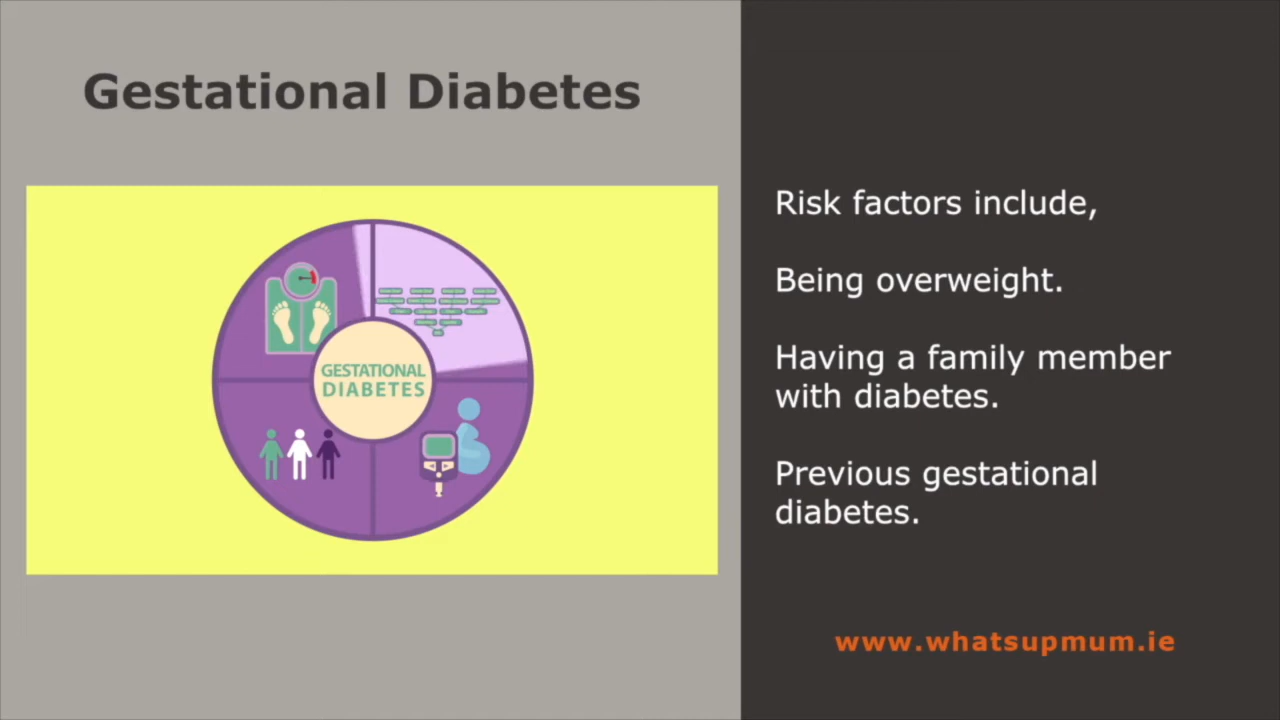 Gestational Diabetes
GESTATIONAL
DIABETES
Risk factors include,
Being overweight.
Having a family member
with diabetes.
Previous gestational
diabetes.
www.whatsupmum.ie